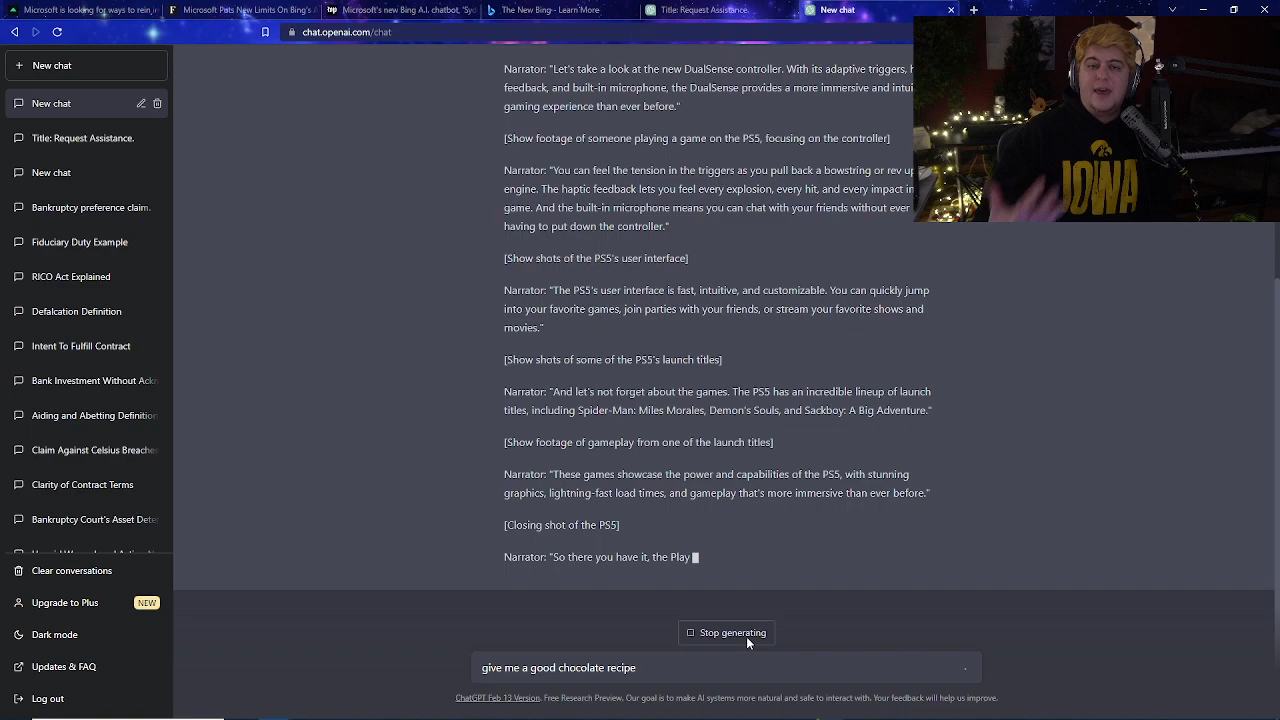 Microsoft is looking for ways to rein
Microsoft Puts New Limits On Bing's A
Microsoft's new Bing A.I. chatbot, 'Sy
The New Bing - Learn More
Title: Request Assistance.
New chat
chat.openai.com/chat
New chat
New chat
Title: Request Assistance.
New chat
Bankruptcy preference claim.
Fiduciary Duty Example
RICO Act Explained
Defalcation Definition
Intent To Fulfill Contract
Bank Investment Without Ackn
Aiding and Abetting Definition
Claim Against Celsius Breaches
Clarity of Contract Terms
Bankruptcy Court's Asset Dete
Clear conversations
Upgrade to Plus
NEW
Dark mode
Updates & FAQ
Log out
Narrator: "Let's take a look at the new DualSense controller. With its adaptive triggers, h
feedback, and built-in microphone, the DualSense provides a more immersive and intui
gaming experience than ever before."
[Show footage of someone playing a game on the PS5, focusing on the controller]
Narrator: "You can feel the tension in the triggers as you pull back a bowstring or rev up
engine. The haptic feedback lets you feel every explosion, every hit, and every impact in
game. And the built-in microphone means you can chat with your friends without ever
having to put down the controller."
[Show shots of the PS5's user interface]
Narrator: "The PS5's user interface is fast, intuitive, and customizable. You can quickly jump
into your favorite games, join parties with your friends, or stream your favorite shows and
movies."
[Show shots of some of the PS5's launch titles]
Narrator: "And let's not forget about the games. The PS5 has an incredible lineup of launch
titles, including Spider-Man: Miles Morales, Demon's Souls, and Sackboy: A Big Adventure."
[Show footage of gameplay from one of the launch titles]
Narrator: "These games showcase the power and capabilities of the PS5, with stunning
graphics, lightning-fast load times, and gameplay that's more immersive than ever before."
[Closing shot of the PS5]
Narrator: "So there you have it, the Play
Stop generating
give me a good chocolate recipe
ChatGPT Feb 13 Version. Free Research Preview. Our goal is to make AI systems more natural and safe to interact with. Your feedback will help us improve.
IOWA